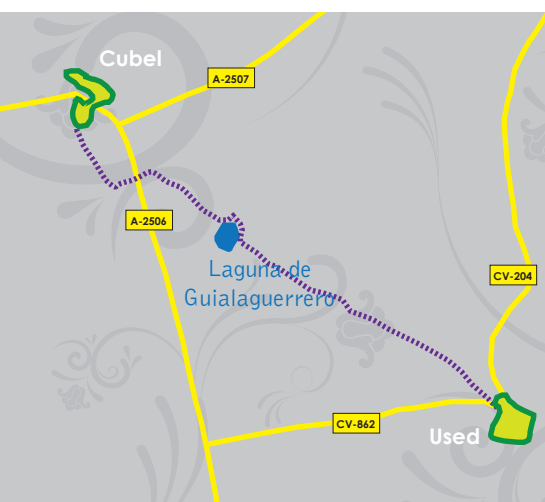 Cubel
A-2507
A-2506
Laguna de
Guialaguerrero
CV-204
CV-862
Used